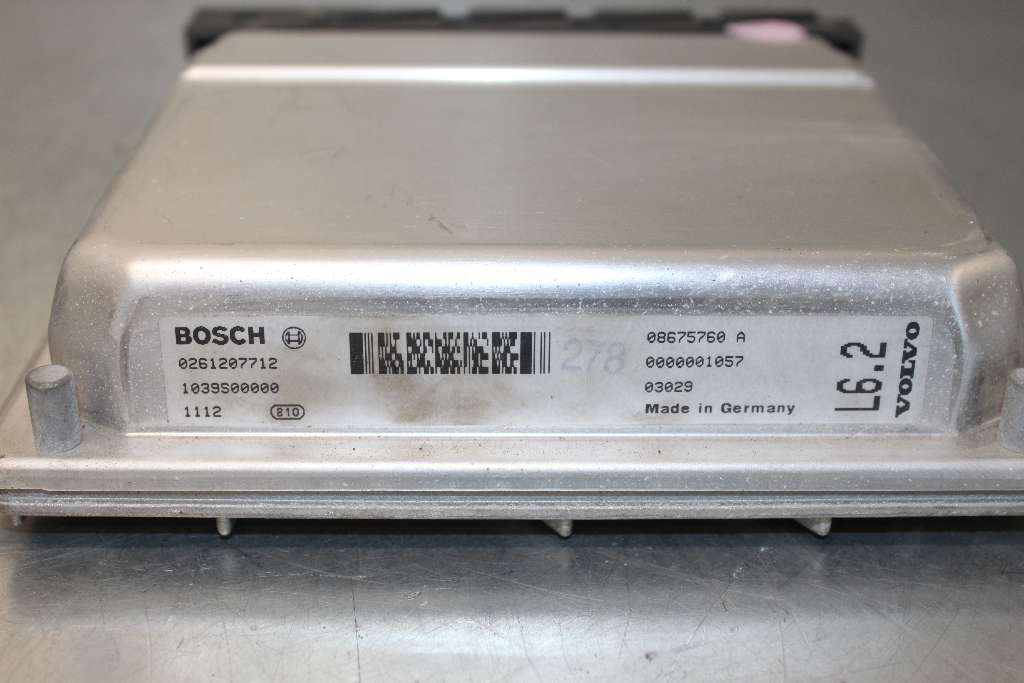 BOSCH
0261207712
1039S00000
1112 810
278
08675760 A
0000001057
03029
Made in Germany
L6.2
VOLVO